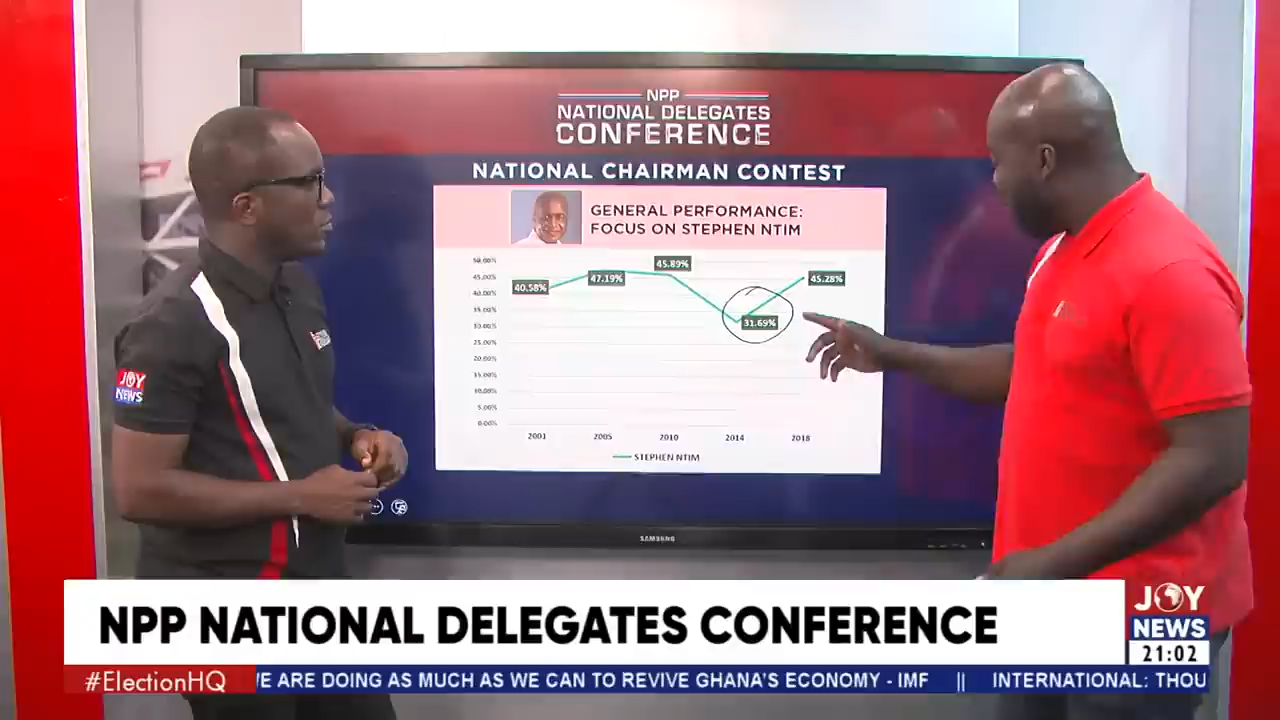 NPP
NATIONAL DELEGATES
CONFERENCE
NATIONAL CHAIRMAN CONTEST
GENERAL PERFORMANCE:
FOCUS ON STEPHEN NTIM
50.00%
45.00%
40.00%
35.00%
30.00%
25.00%
20.00%
15.00%
10.00%
5.00%
0.00%
40.58%
47.19%
45.89%
31.69%
45.28%
2001
2005
2010
2014
2018
STEPHEN NTIM
SAMSUNG
JOY
NEWS
NPP NATIONAL DELEGATES CONFERENCE
JOY
NEWS
21:02
#ElectionHQ
E ARE DOING AS MUCH AS WE CAN TO REVIVE GHANA'S ECONOMY - IMF || INTERNATIONAL: THOU